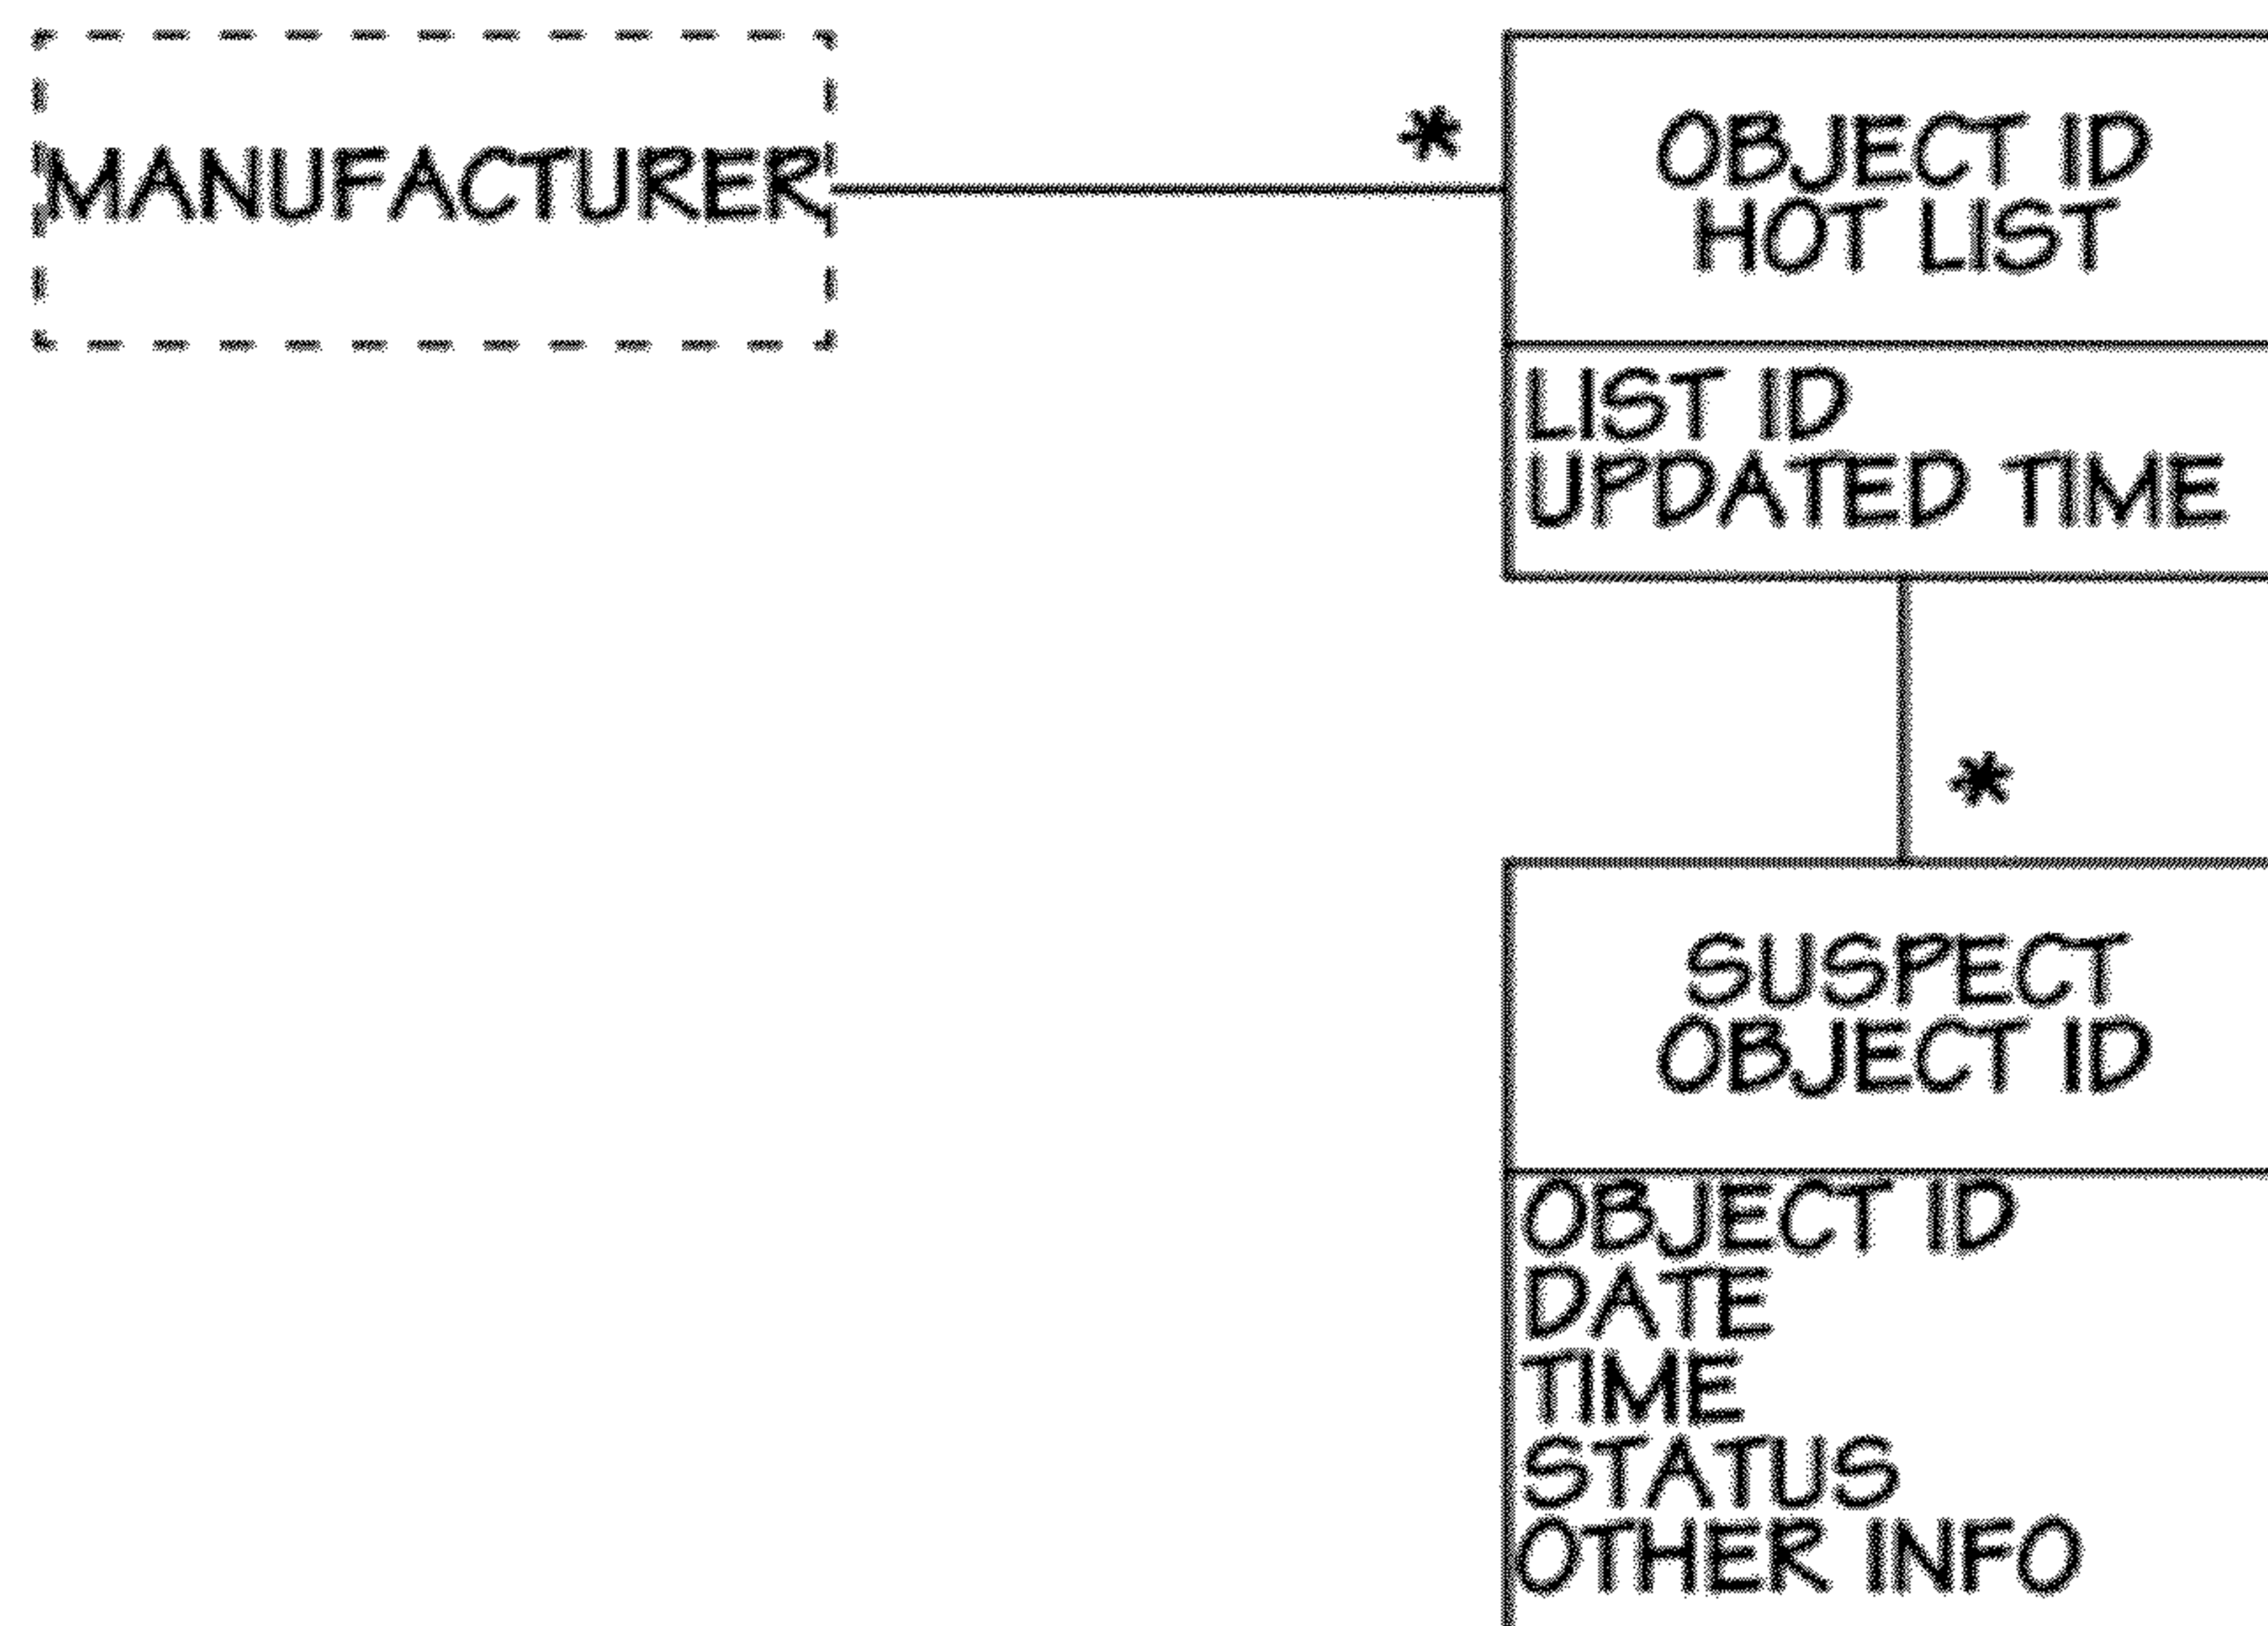 MANUFACTURER
*
OBJECT ID
HOT LIST
LIST ID
UPDATED TIME
*
SUSPECT
OBJECT ID
OBJECT ID
DATE
TIME
STATUS
OTHER INFO